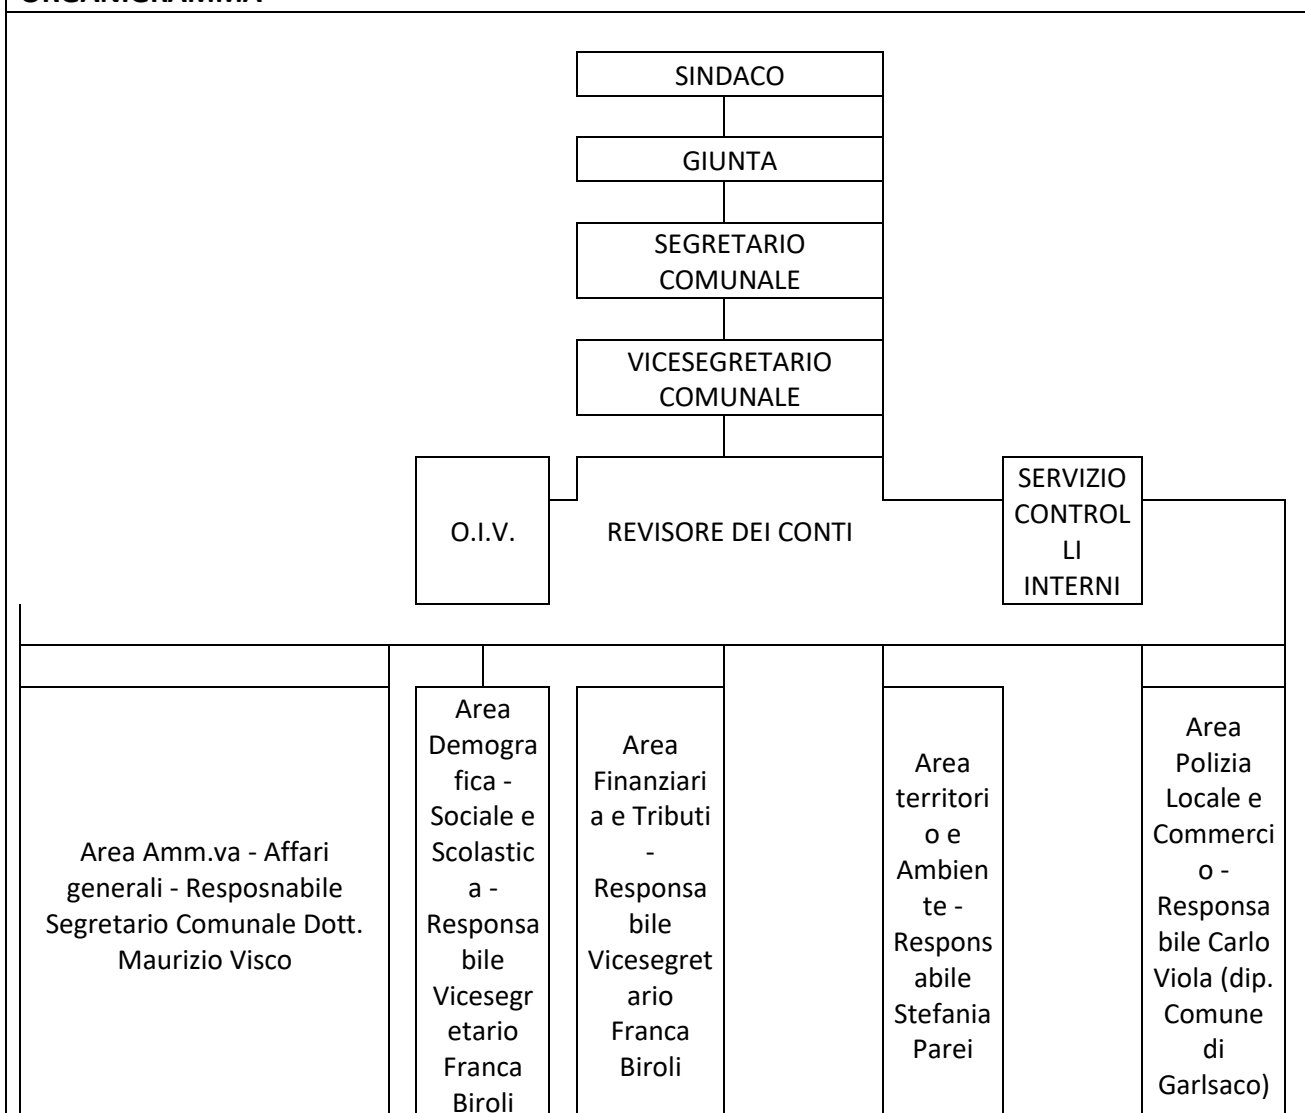 ORGANIGRAMMA
SINDACO
GIUNTA
SEGRETARIO
COMUNALE
VICESEGRETARIO
COMUNALE
O.I.V.
REVISORE DEI CONTI
SERVIZIO
CONTROL
LI
INTERNI
Area Amm.va - Affari
generali - Resposnabile
Segretario Comunale Dott.
Maurizio Visco
Area
Demogra
fica -
Sociale e
Scolastic
a -
Responsa
bile
Vicesegr
etario
Franca
Biroli
Area
Finanziari
a e Tributi
-
Responsa
bile
Vicesegret
ario
Franca
Biroli
Area
territori
o e
Ambien
te -
Respons
abile
Stefania
Parei
Area
Polizia
Locale e
Commerci
o -
Responsa
bile Carlo
Viola (dip.
Comune
di
Garlsaco)